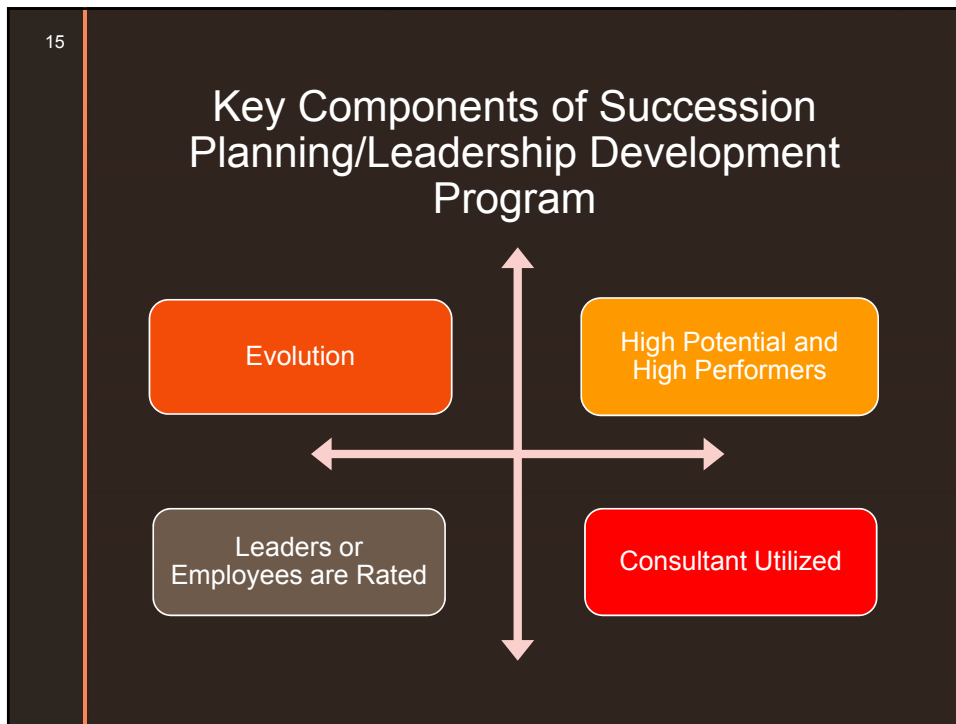 15
Key Components of Succession
Planning/Leadership Development
Program
Evolution
High Potential and
High Performers
Leaders or
Employees are Rated
Consultant Utilized